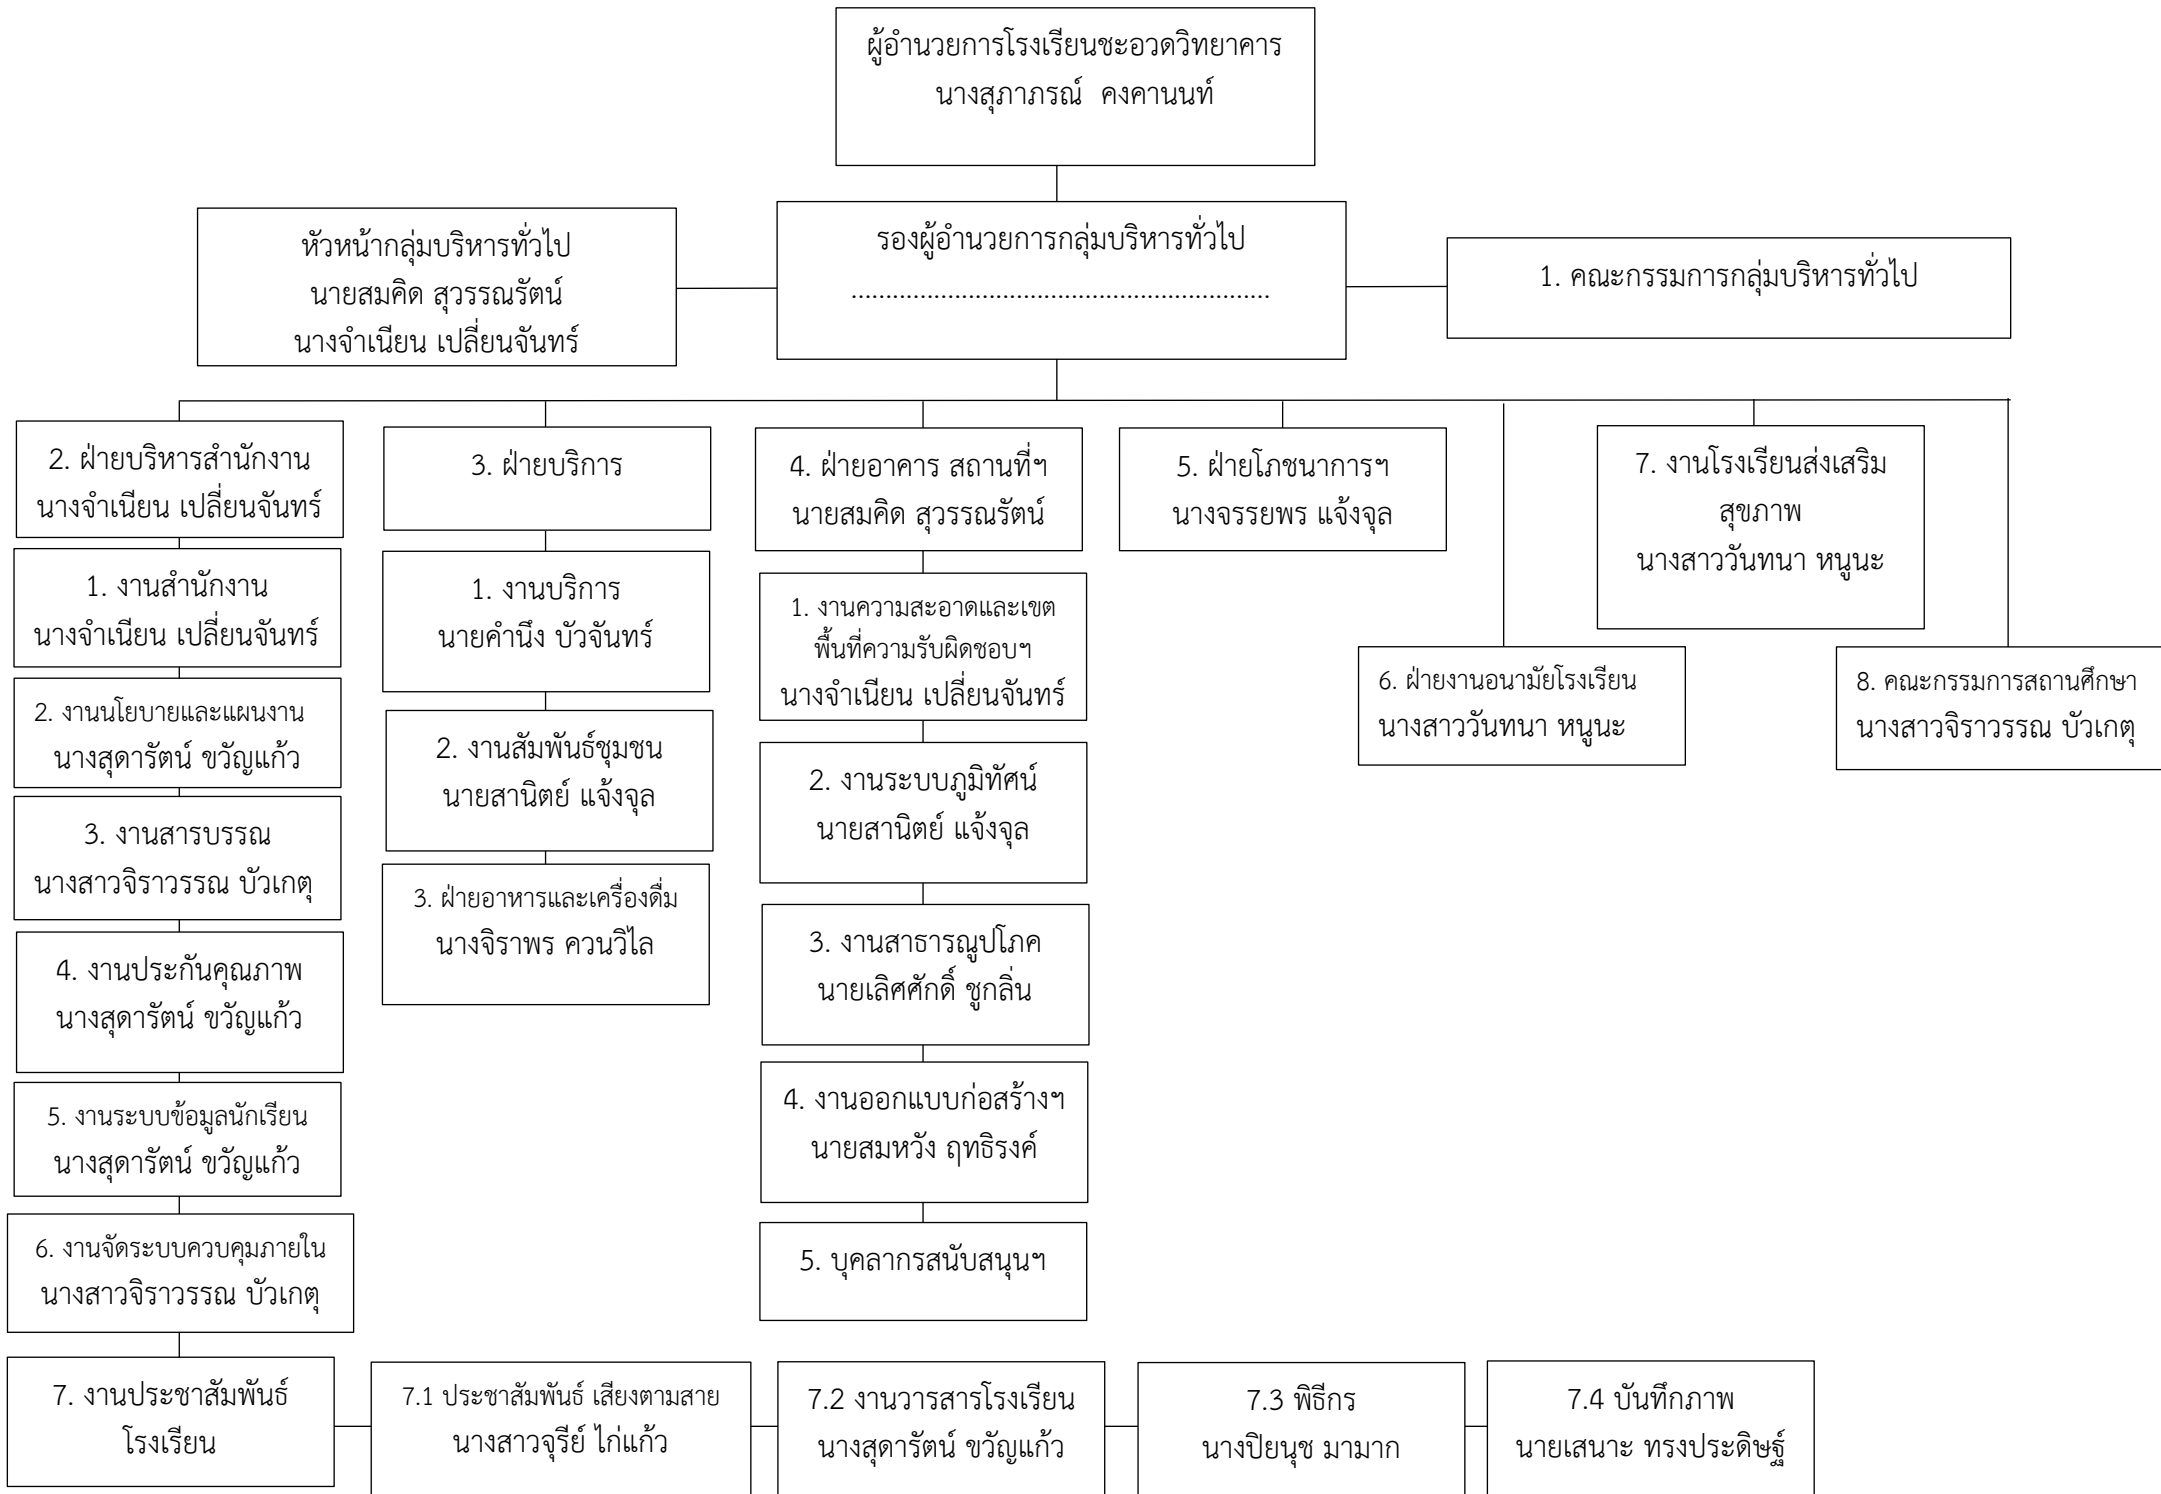 ผู้อำนวยการโรงเรียนชะอวดวิทยาคาร
นางสุภาภรณ์  คงคานนท์
หัวหน้ากลุ่มบริหารทั่วไป
นายสมคิด สุวรรณรัตน์
นางจำเนียน เปลี่ยนจันทร์
รองผู้อำนวยการกลุ่มบริหารทั่วไป
.............................................................
1. คณะกรรมการกลุ่มบริหารทั่วไป
2. ฝ่ายบริหารสำนักงาน
นางจำเนียน เปลี่ยนจันทร์
1. งานสำนักงาน
นางจำเนียน เปลี่ยนจันทร์
2. งานนโยบายและแผนงาน
นางสุดารัตน์ ขวัญแก้ว
3. งานสารบรรณ
นางสาวจิราวรรณ บัวเกตุ
4. งานประกันคุณภาพ
นางสุดารัตน์ ขวัญแก้ว
5. งานระบบข้อมูลนักเรียน
นางสุดารัตน์ ขวัญแก้ว
6. งานจัดระบบควบคุมภายใน
นางสาวจิราวรรณ บัวเกตุ
7. งานประชาสัมพันธ์
โรงเรียน
7.1 ประชาสัมพันธ์ เสียงตามสาย
นางสาวจุรีย์ ไก่แก้ว
7.2 งานวารสารโรงเรียน
นางสุดารัตน์ ขวัญแก้ว
7.3 พิธีกร
นางปิยนุช มามาก
7.4 บันทึกภาพ
นายเสนาะ ทรงประดิษฐ์
3. ฝ่ายบริการ
1. งานบริการ
นายคำนึง บัวจันทร์
2. งานสัมพันธ์ชุมชน
นายสานิตย์ แจ้งจุล
3. ฝ่ายอาหารและเครื่องดื่ม
นางจิราพร ควนวิไล
4. ฝ่ายอาคาร สถานที่ฯ
นายสมคิด สุวรรณรัตน์
1. งานความสะอาดและเขต
พื้นที่ความรับผิดชอบฯ
นางจำเนียน เปลี่ยนจันทร์
2. งานระบบภูมิทัศน์
นายสานิตย์ แจ้งจุล
3. งานสาธารณูปโภค
นายเลิศศักดิ์ ชูกลิ่น
4. งานออกแบบก่อสร้างฯ
นายสมหวัง ฤทธิรงค์
5. บุคลากรสนับสนุนฯ
5. ฝ่ายโภชนาการฯ
นางจรรยพร แจ้งจุล
6. ฝ่ายงานอนามัยโรงเรียน
นางสาววันทนา หนูนะ
7. งานโรงเรียนส่งเสริม
สุขภาพ
นางสาววันทนา หนูนะ
8. คณะกรรมการสถานศึกษา
นางสาวจิราวรรณ บัวเกตุ